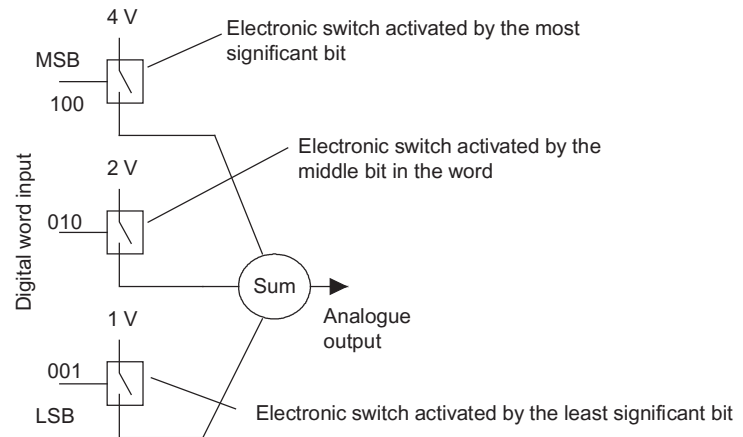 4 V
Electronic switch activated by the most
significant bit
MSB
100
Electronic switch activated by the
middle bit in the word
2 V
010
Digital word input
Sum
Analogue
output
1 V
001
LSB
Electronic switch activated by the least significant bit